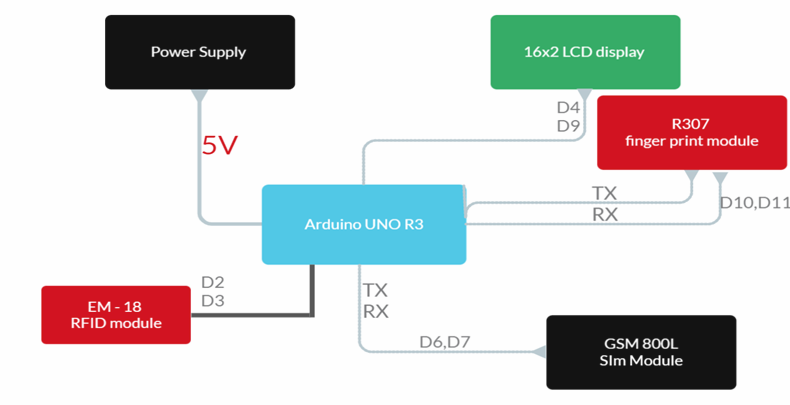 Power Supply
16x2 LCD display
D4
D9
R307
finger print module
5V
TX
RX
D10,D11
Arduino UNO R3
D2
D3
EM - 18
RFID module
TX
RX
D6,D7
GSM 800L
SIm Module